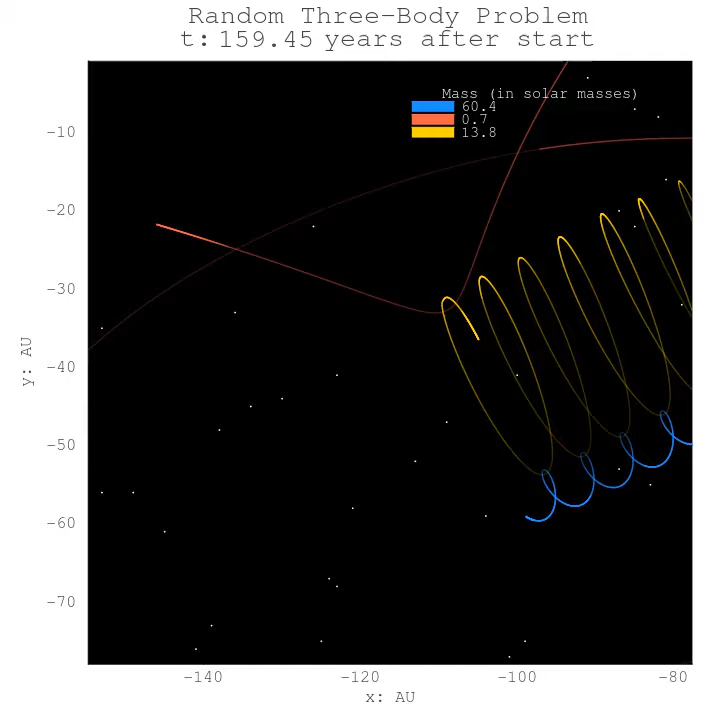 Random Three-Body Problem
t: 159.45 years after start
Mass (in solar masses)
60.4
0.7
13.8
-10
-20
-30
-40
-50
-60
-70
y: AU
-140
-120
-100
-80
x: AU